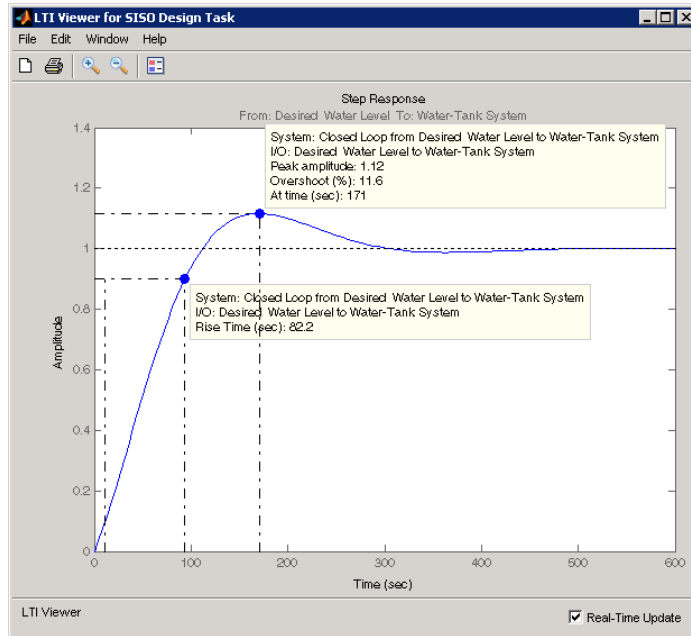 LTI Viewer for SISO Design Task
File Edit Window Help
Step Response
From: Desired Water Level To: Water-Tank System
System: Closed Loop from Desired Water Level to Water-Tank System
I/O: Desired Water Level to Water-Tank System
Peak amplitude: 1.12
Overshoot (%): 11.6
At time (sec): 171
System: Closed Loop from Desired Water Level to Water-Tank System
I/O: Desired Water Level to Water-Tank System
Rise Time (sec): 82.2
1.4
1.2
1
0.8
0.6
0.4
0.2
0
Amplitude
0 100 200 300 400 500 600
Time (sec)
LTI Viewer
Real-Time Update